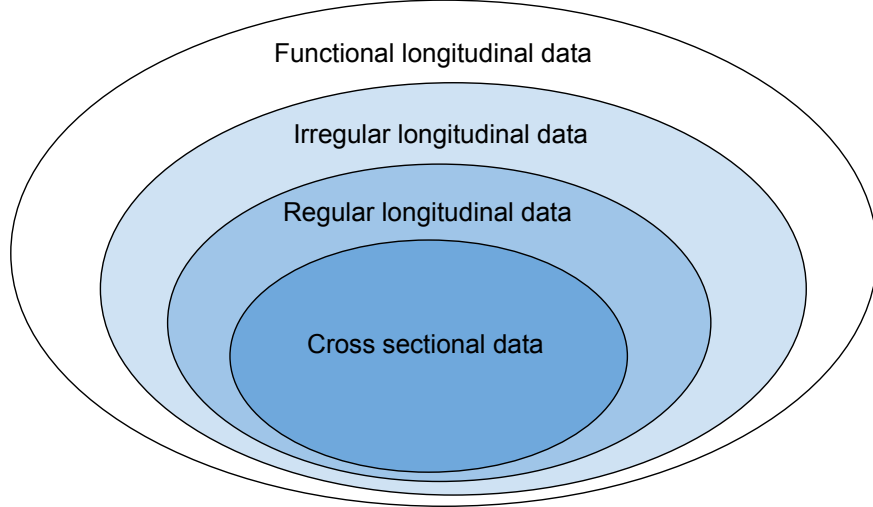 Functional longitudinal data
Irregular longitudinal data
Regular longitudinal data
Cross sectional data